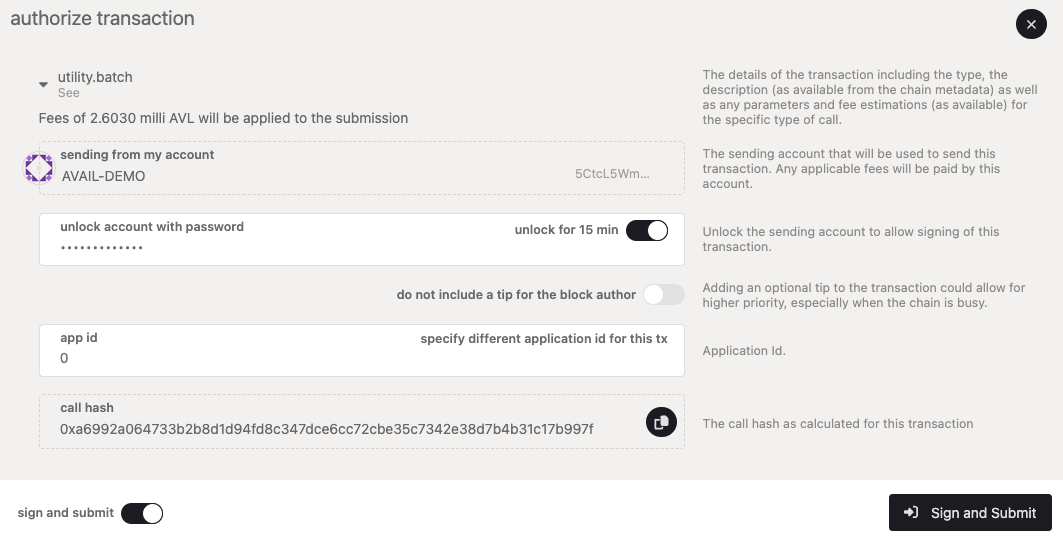 authorize transaction
utility.batch
See
Fees of 2.6030 milli AVL will be applied to the submission
The details of the transaction including the type, the
description (as available from the chain metadata) as well
as any parameters and fee estimations (as available) for
the specific type of call.
sending from my account
AVAIL-DEMO
5CtcL5Wm...
The sending account that will be used to send this
transaction. Any applicable fees will be paid by this
account.
unlock account with password
•••••••••••••
unlock for 15 min
Unlock the sending account to allow signing of this
transaction.
do not include a tip for the block author
Adding an optional tip to the transaction could allow for
higher priority, especially when the chain is busy.
app id
0
specify different application id for this tx
Application Id.
call hash
0xa6992a064733b2b8d1d94fd8c347dce6cc72cbe35c7342e38d7b4b31c17b997f
The call hash as calculated for this transaction
sign and submit
Sign and Submit